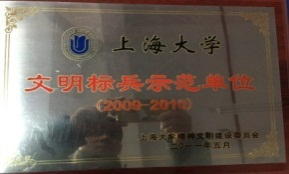 上海大学
文明标兵示范单位
(2009-2010)
上海大学精神文明建设委员会
二〇一一年五月